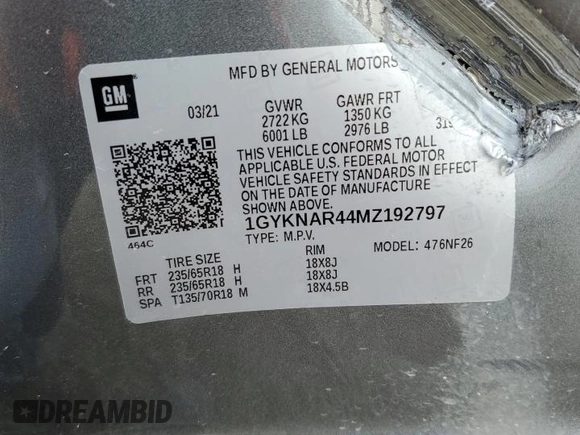 GM
MFD BY GENERAL MOTORS
03/21 GVWR GAWR FRT
2722 KG 1350 KG
6001 LB 2976 LB
THIS VEHICLE CONFORMS TO ALL
APPLICABLE U.S. FEDERAL MOTOR
VEHICLE SAFETY STANDARDS IN EFFECT
ON THE DATE OF MANUFACTURE
SHOWN ABOVE.
1GYKNAR44MZ192797
464C
TYPE: M.P.V. MODEL: 476NF26
TIRE SIZE RIM
FRT 235/65R18 H 18X8J
RR 235/65R18 H 18X8J
SPA T135/70R18 M 18X4.5B
DREAMBID